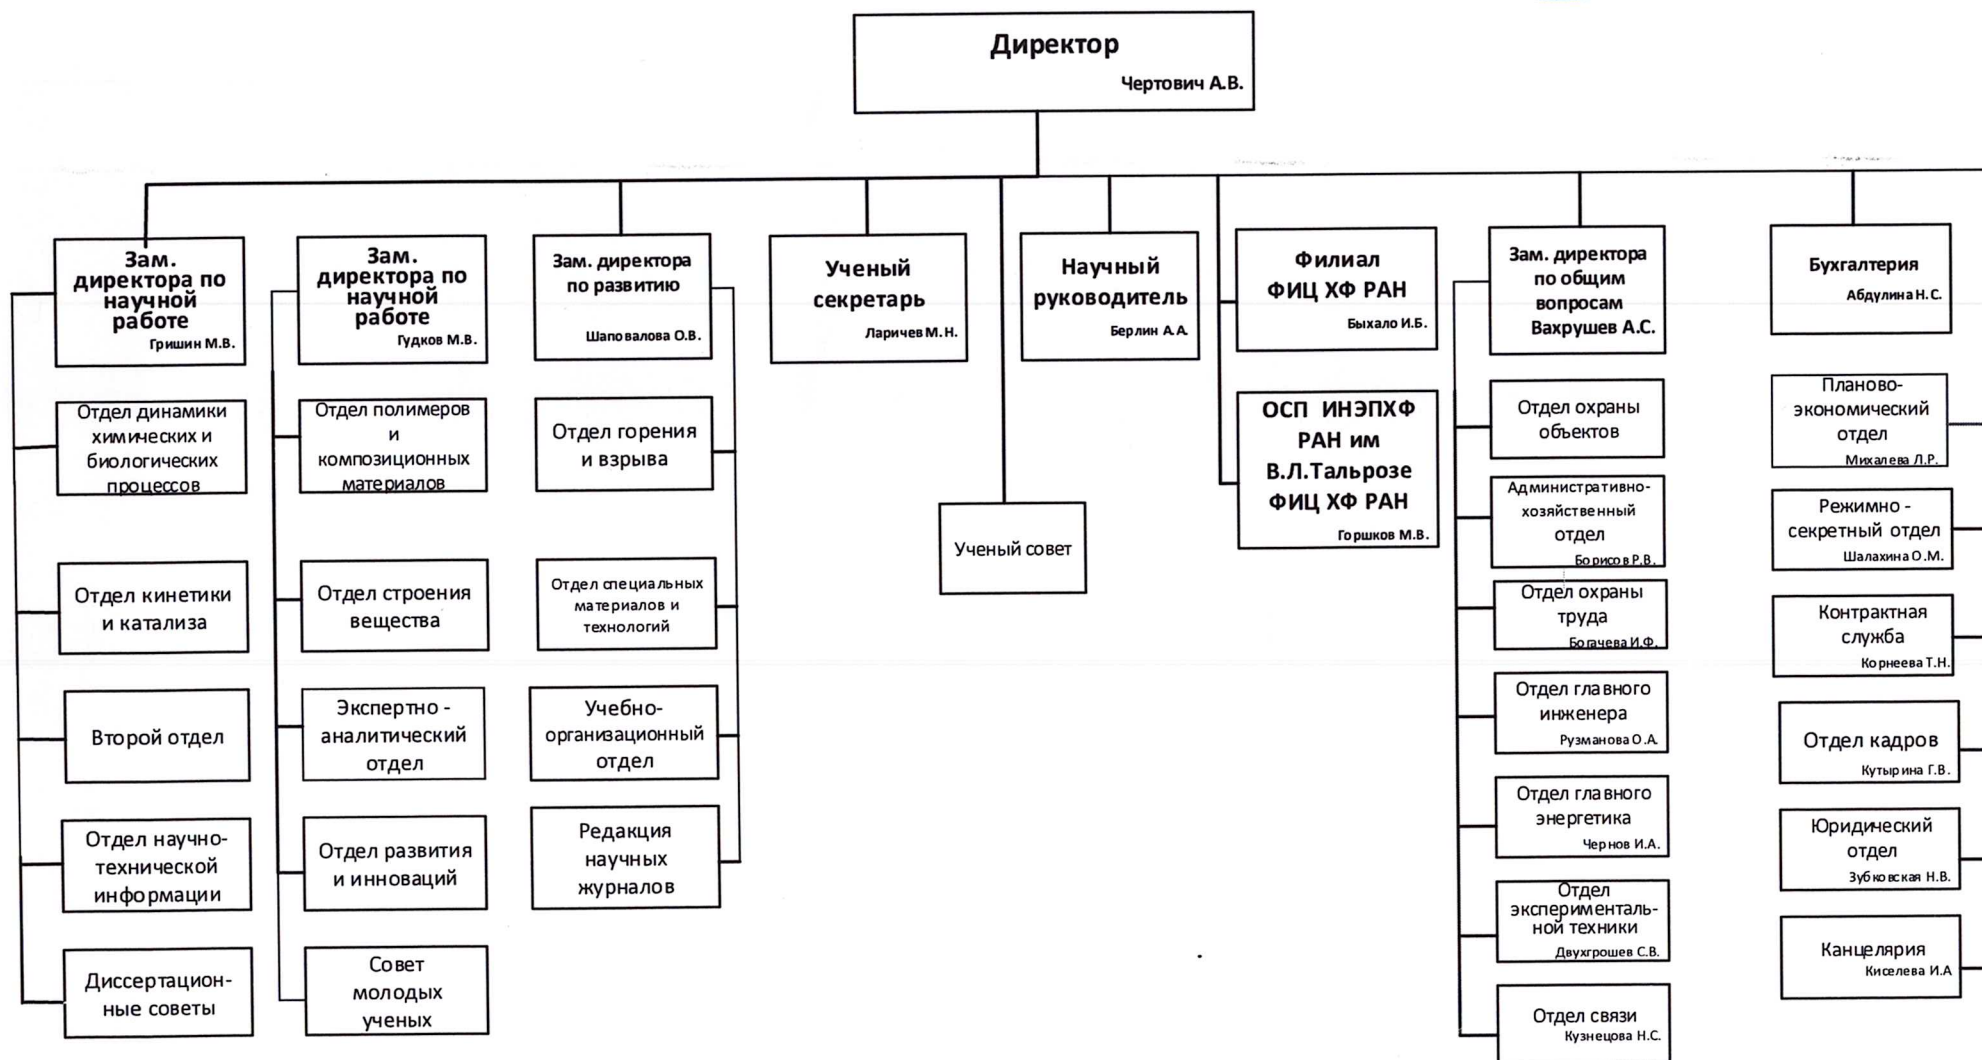 Директор
Чертович А.В.
Зам.
директора по
научной
работе
Гришин М.В.
Отдел динамики
химических и
биологических
процессов
Отдел кинетики
и катализа
Второй отдел
Отдел научно-
технической
информации
Диссертацион-
ные советы
Зам.
директора по
научной
работе
Гудков М.В.
Отдел полимеров
и
композиционных
материалов
Отдел строения
вещества
Экспертно -
аналитический
отдел
Отдел развития
и инноваций
Совет
молодых
ученых
Зам. директора
по развитию
Шаповалова О.В.
Отдел горения
и взрыва
Отдел специальных
материалов и
технологий
Учебно-
организационный
отдел
Редакция
научных
журналов
Ученый
секретарь
Ларичев М.Н.
Ученый совет
Научный
руководитель
Берлин А.А.
Филиал
ФИЦ ХФ РАН
Быхало И.Б.
ОСП ИНЭПХФ
РАН им
В.Л.Тальрозе
ФИЦ ХФ РАН
Горшков М.В.
Зам. директора
по общим
вопросам
Вахрушев А.С.
Отдел охраны
объектов
Административно-
хозяйственный
отдел
Борисов Р.В.
Отдел охраны
труда
Богачева И.Ф.
Отдел главного
инженера
Рузманова О.А.
Отдел главного
энергетика
Чернов И.А.
Отдел
эксперименталь-
ной техники
Двухгрошев С.В.
Отдел связи
Кузнецова Н.С.
Бухгалтерия
Абдулина Н.С.
Планово-
экономический
отдел
Михалева Л.Р.
Режимно -
секретный отдел
Шалахина О.М.
Контрактная
служба
Корнеева Т.Н.
Отдел кадров
Кутырина Г.В.
Юридический
отдел
Зубковская Н.В.
Канцелярия
Киселева И.А